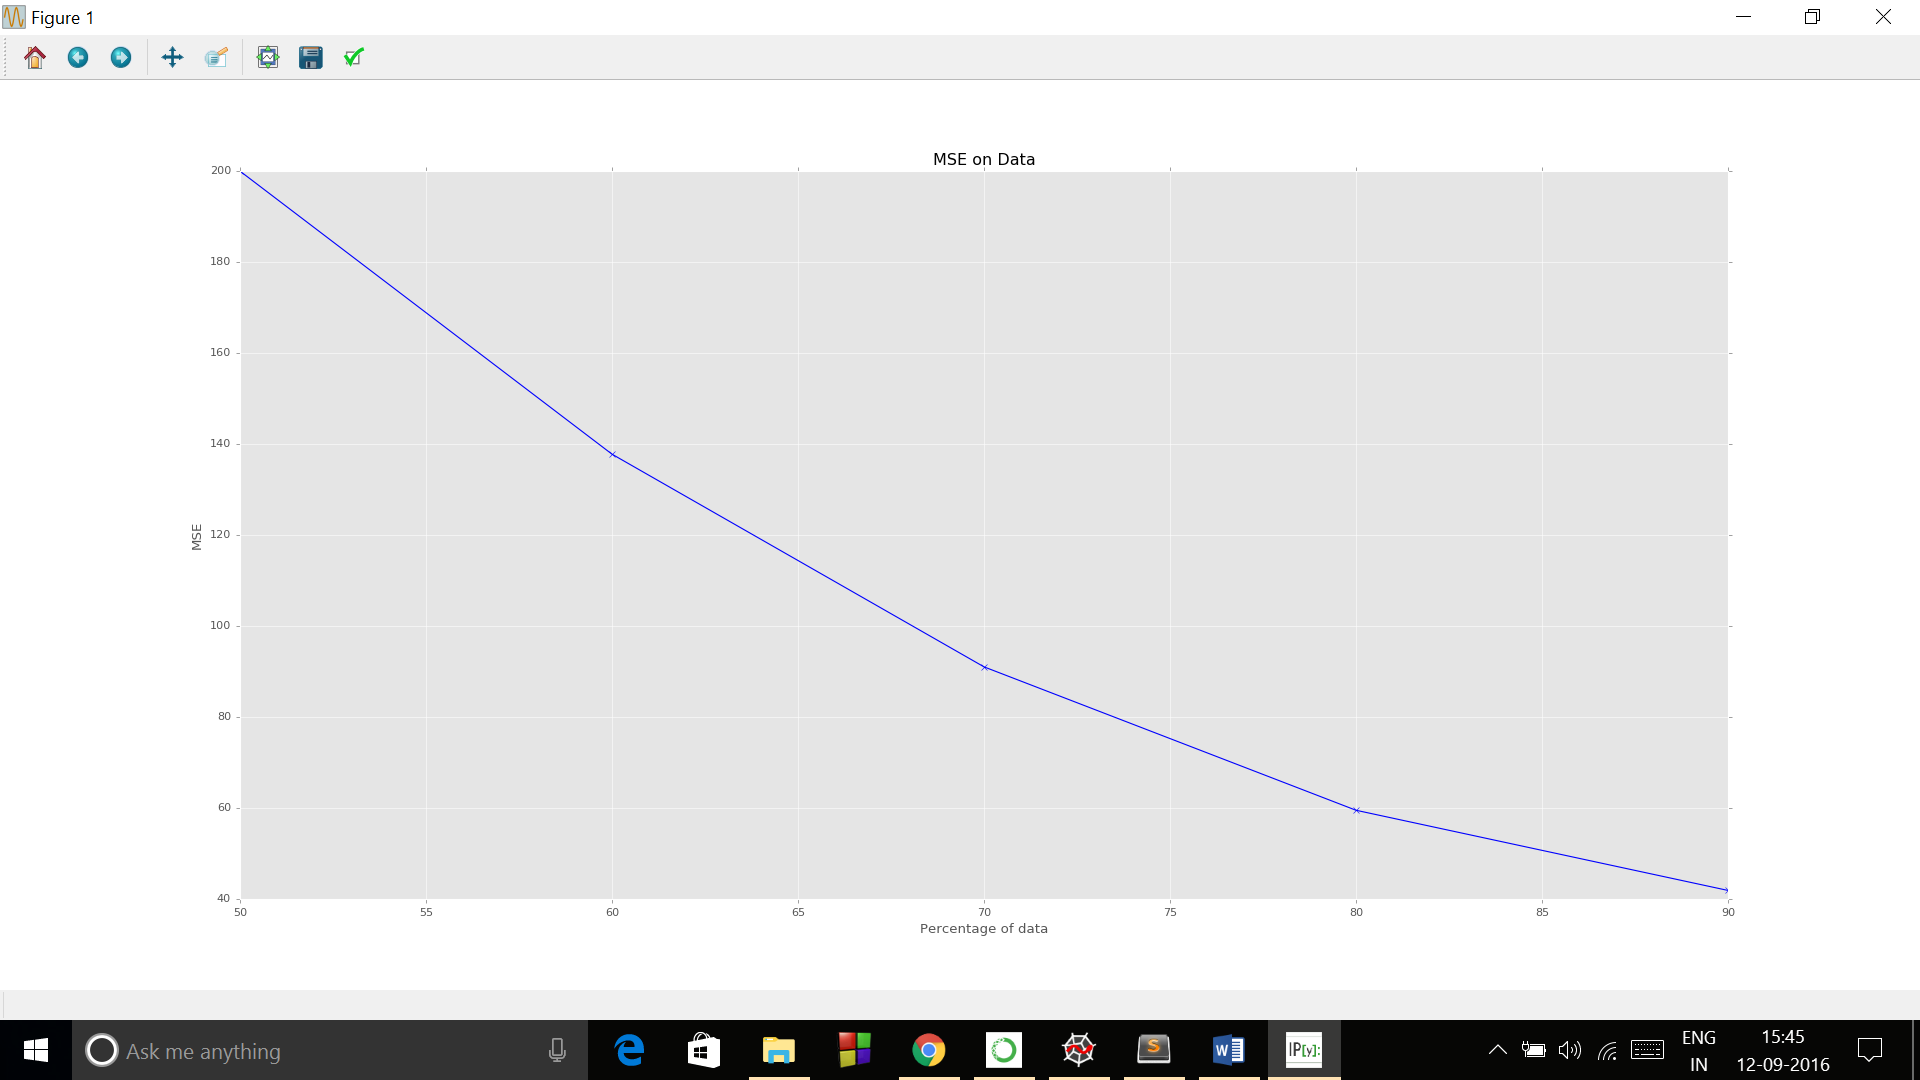 Figure 1
MSE on Data
200
180
160
140
120
100
80
60
40
MSE
50 55 60 65 70 75 80 85 90
Percentage of data
Ask me anything
S
W
IP[y]:
ENG
IN
15:45
12-09-2016